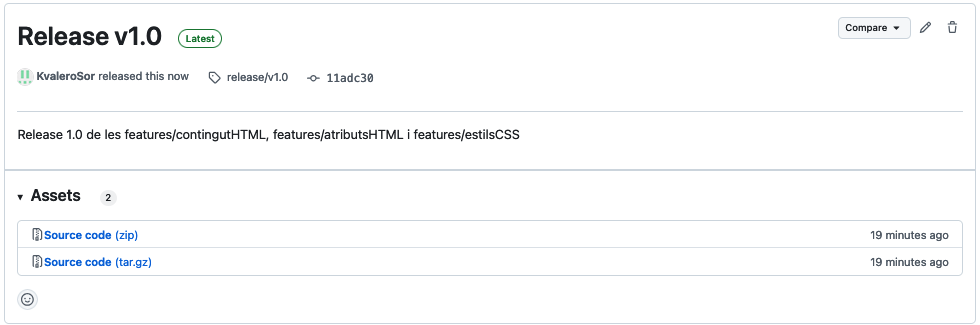 Release v1.0 Latest Compare
KvaleroSor released this now release/v1.0 11adc30
Release 1.0 de les features/contingutHTML, features/atributsHTML i features/estilsCSS
Assets 2
Source code (zip) 19 minutes ago
Source code (tar.gz) 19 minutes ago